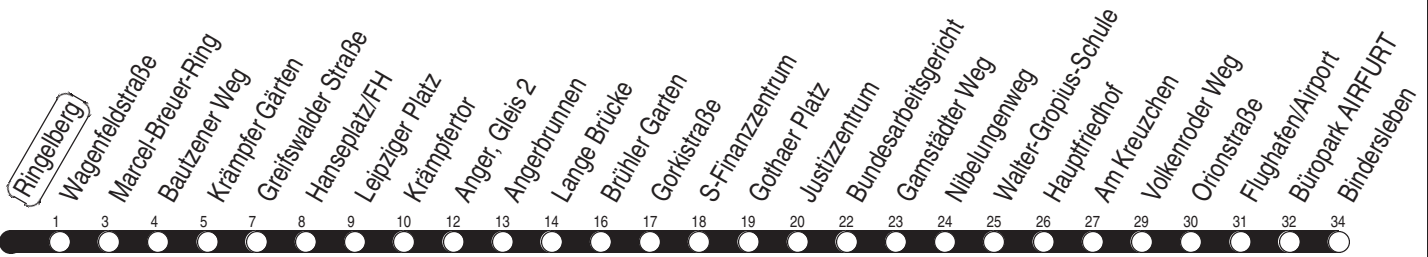 Ringelberg
Wagenfeldstraße
Marcel-Breuer-Ring
Bautzener Weg
Krämpfer Gärten
Greifswalder Straße
Hanseplatz/FH
Leipziger Platz
Krämpfertor
Anger, Gleis 2
Angerbrunnen
Lange Brücke
Brühler Garten
Gorkistraße
S-Finanzzentrum
Gothaer Platz
Justizzentrum
Bundesarbeitsgericht
Gamstädter Weg
Nibelungenweg
Walter-Gropius-Schule
Hauptfriedhof
Am Kreuzchen
Volkenroder Weg
Orionstraße
Flughafen/Airport
Büropark AIRFURT
Bindersleben
1 3 4 5 7 8 9 10 12 13 14 16 17 18 19 20 22 23 24 25 26 27 29 30 31 32 34